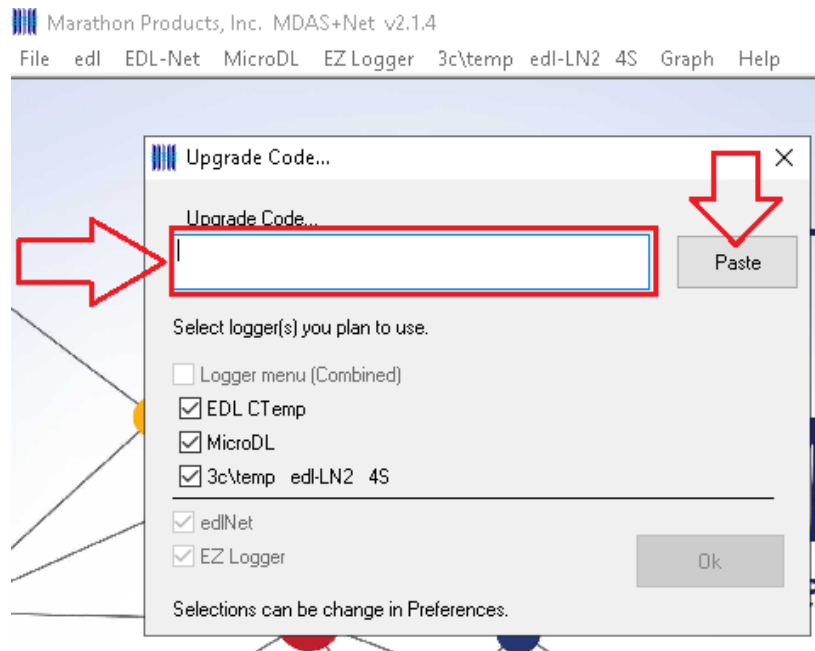 Marathon Products, Inc. MDAS+Net v2.1.4
File edl EDL-Net MicroDL EZ Logger 3c\temp edl-LN2 4S Graph Help
Upgrade Code...
Upgrade Code...
Paste
Select logger(s) you plan to use.
Logger menu (Combined)
EDL CTemp
MicroDL
3c\temp edl-LN2 4S
edlNet
EZ Logger
Ok
Selections can be change in Preferences.